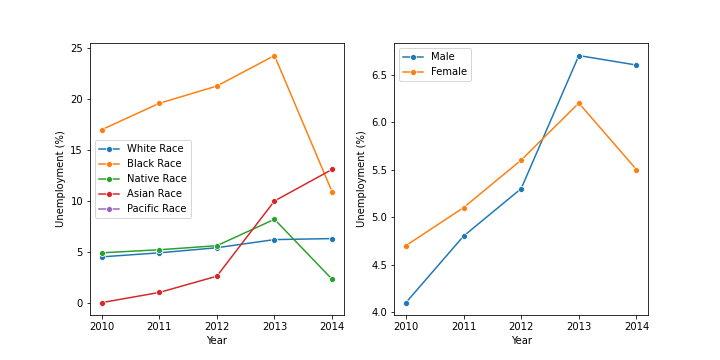 25
20
15
10
5
0
Unemployment (%)
White Race
Black Race
Native Race
Asian Race
Pacific Race
2010 2011 2012 2013 2014
Year
6.5
6.0
5.5
5.0
4.5
4.0
Unemployment (%)
Male
Female
2010 2011 2012 2013 2014
Year